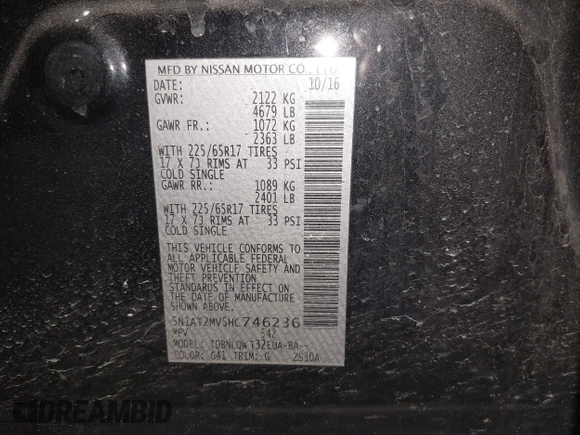 MFD BY NISSAN MOTOR CO., LTD
DATE: 10/16
GVWR: 2122 KG
4679 LB
GAWR FR.: 1072 KG
2363 LB
WITH 225/65R17 TIRES
17 X 7J RIMS AT 33 PSI
COLD SINGLE
GAWR RR.: 1089 KG
2401 LB
WITH 225/65R17 TIRES
17 X 7J RIMS AT 33 PSI
COLD SINGLE
THIS VEHICLE CONFORMS TO
ALL APPLICABLE FEDERAL
MOTOR VEHICLE SAFETY AND
THEFT PREVENTION
STANDARDS IN EFFECT ON
THE DATE OF MANUFACTURE
SHOWN ABOVE.
5N1AT2MV5HC746236
MPV 542
TDBNLQWT32EUA-BA--
COLOR: G41 TRIM: G 2530A
DREAMBID